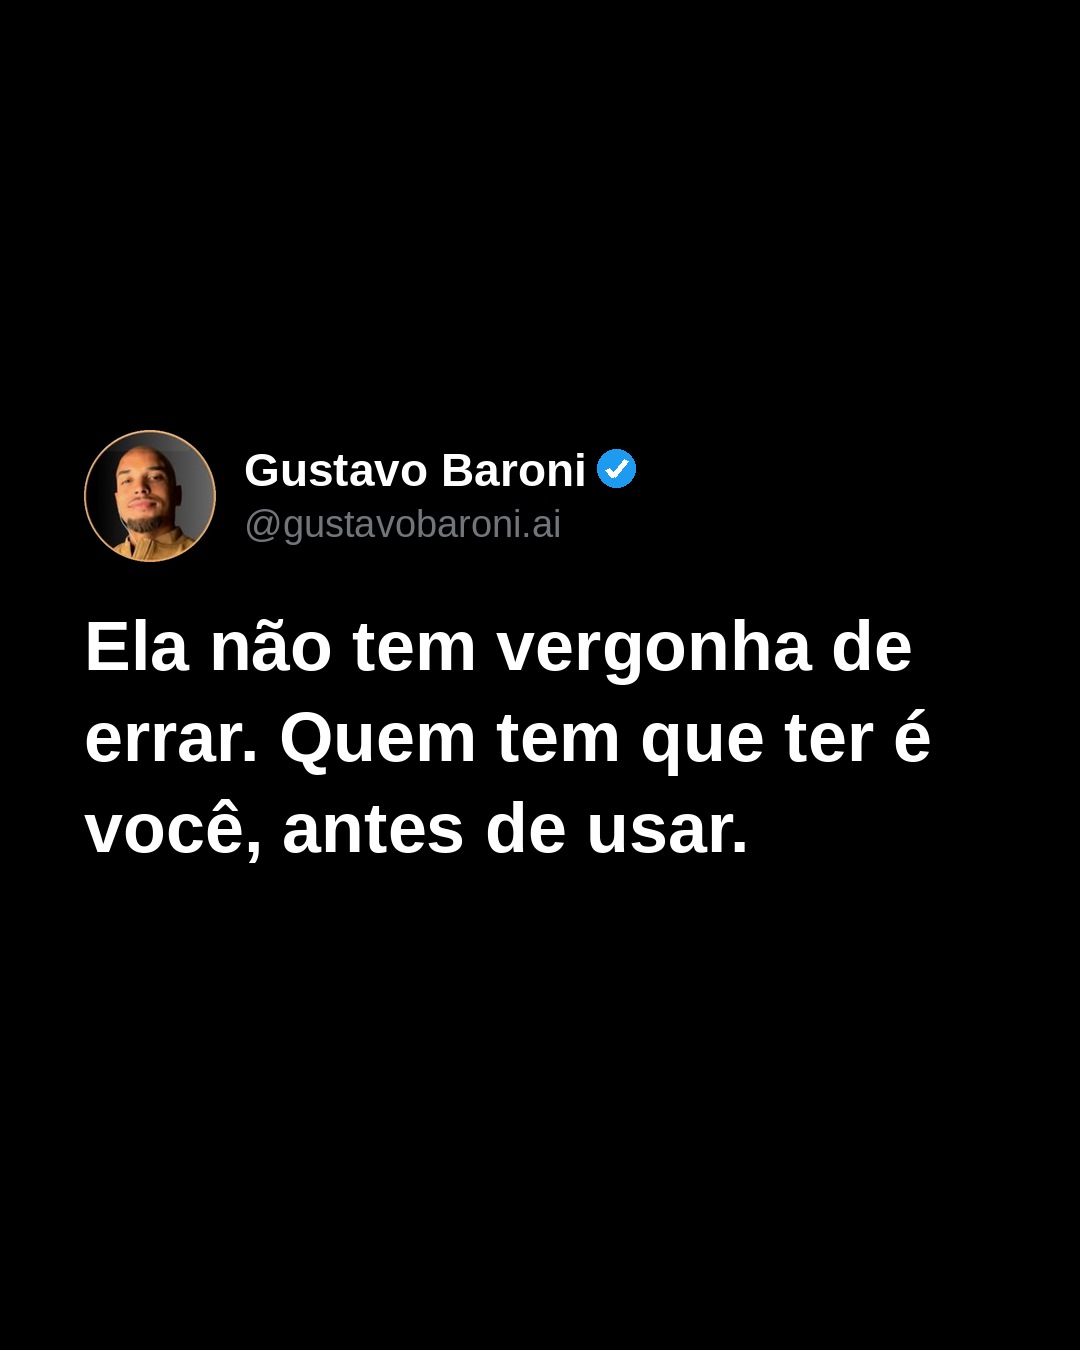 Gustavo Baroni
@gustavobaroni.ai
Ela não tem vergonha de
errar. Quem tem que ter é
você, antes de usar.